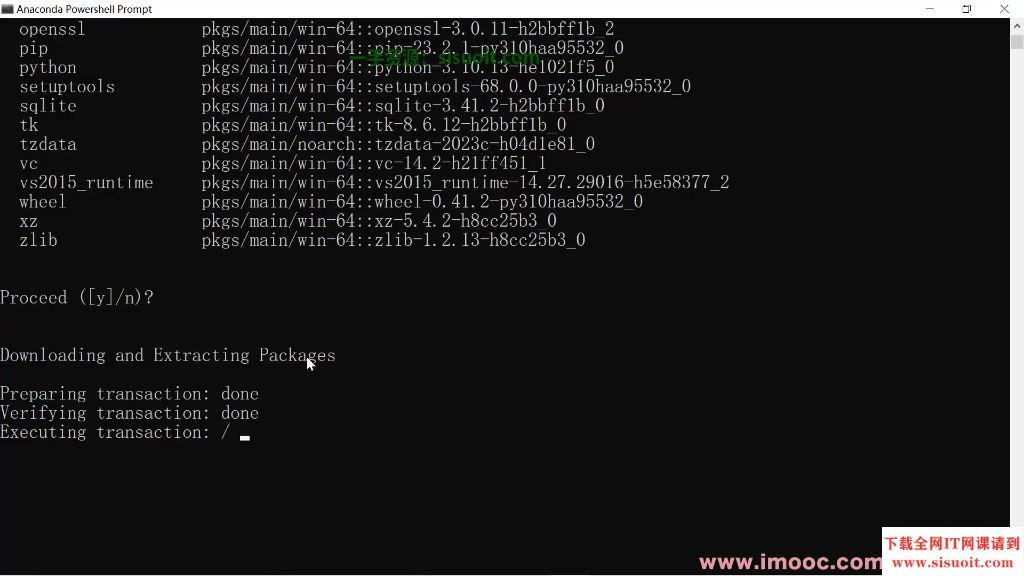 Anaconda Powershell Prompt
openssl pkgs/main/win-64::openssl-3.0.11-h2bbff1b_2
pip pkgs/main/win-64::pip-23.2.1-py310haa95532_0
一手资源：sisuoit.com
python pkgs/main/win-64::python-3.10.13-he1021f5_0
setuptools pkgs/main/win-64::setuptools-68.0.0-py310haa95532_0
sqlite pkgs/main/win-64::sqlite-3.41.2-h2bbff1b_0
tk pkgs/main/win-64::tk-8.6.12-h2bbff1b_0
tzdata pkgs/main/noarch::tzdata-2023c-h04d1e81_0
vc pkgs/main/win-64::vc-14.2-h21ff451_1
vs2015_runtime pkgs/main/win-64::vs2015_runtime-14.27.29016-h5e58377_2
wheel pkgs/main/win-64::wheel-0.41.2-py310haa95532_0
xz pkgs/main/win-64::xz-5.4.2-h8cc25b3_0
zlib pkgs/main/win-64::zlib-1.2.13-h8cc25b3_0
Proceed ([y]/n)?
Downloading and Extracting Packages
Preparing transaction: done
Verifying transaction: done
Executing transaction: /
下载全网IT网课请到
www.imooc.com
www.sisuoit.com